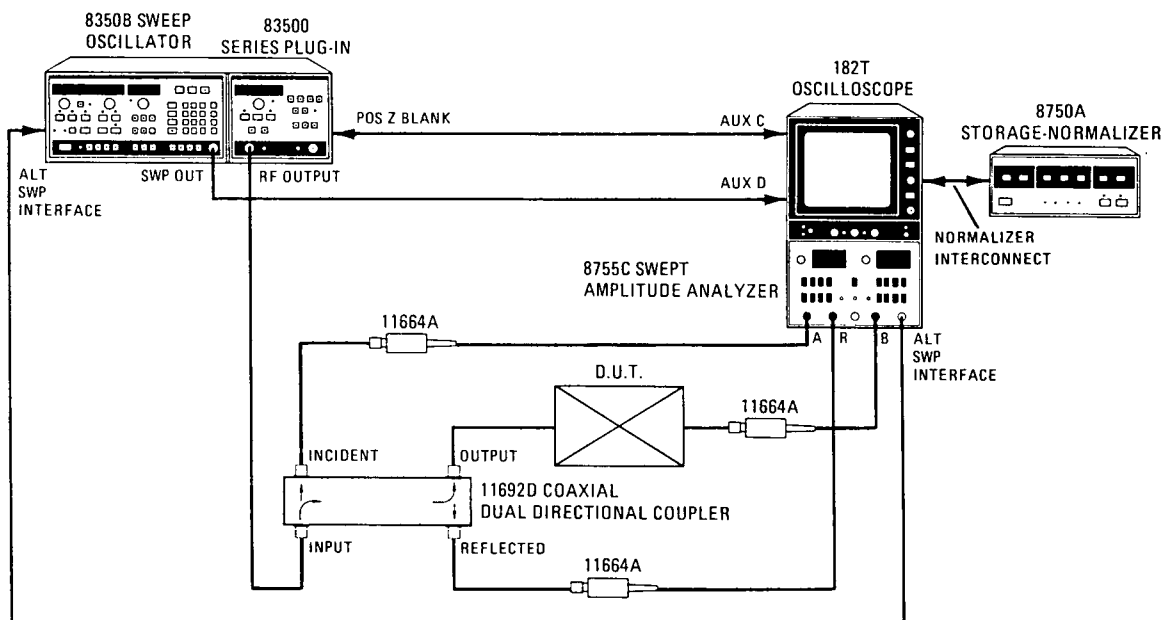 8350B SWEEP
OSCILLATOR
83500
SERIES PLUG-IN
182T
OSCILLOSCOPE
8750A
STORAGE-NORMALIZER
POS Z BLANK
AUX C
ALT
SWP
INTERFACE
SWP OUT
RF OUTPUT
AUX D
NORMALIZER
INTERCONNECT
8755C SWEPT
AMPLITUDE ANALYZER
11664A
A
R
B
ALT
SWP
INTERFACE
D.U.T.
11664A
INCIDENT
OUTPUT
11692D COAXIAL
DUAL DIRECTIONAL COUPLER
INPUT
REFLECTED
11664A